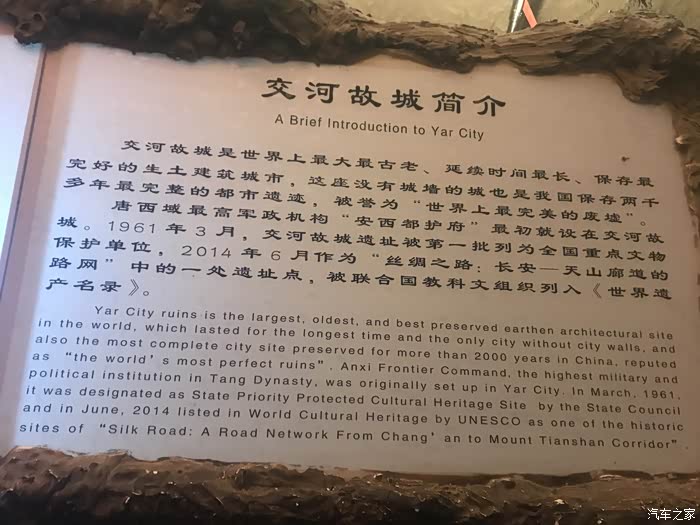 交河故城简介
A Brief Introduction to Yar City
交河故城是世界上最大最古老、延续时间最长、保存最
完好的生土建筑城市，这座没有城墙的城也是我国保存两千
多年最完整的都市遗迹，被誉为“世界上最完美的废墟”。
唐西域最高军政机构“安西都护府”最初就设在交河故
城。1961年3月，交河故城遗址被第一批列为全国重点文物
保护单位，2014年6月作为“丝绸之路：长安—天山廊道的
路网”中的一处遗址点，被联合国教科文组织列入《世界遗
产名录》。
Yar City ruins is the largest, oldest, and best preserved earthen architectural site
in the world, which lasted for the longest time and the only city without city walls, and
also the most complete city site preserved for more than 2000 years in China, reputed
as “the world’s most perfect ruins”. Anxi Frontier Command, the highest military and
political institution in Tang Dynasty, was originally set up in Yar City. In March, 1961,
it was designated as State Priority Protected Cultural Heritage Site by the State Council
and in June, 2014 listed in World Cultural Heritage by UNESCO as one of the historic
sites of “Silk Road: A Road Network From Chang’an to Mount Tianshan Corridor”.
汽车之家